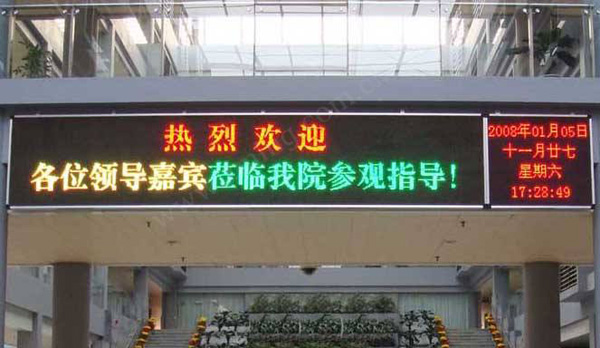 热烈欢迎
各位领导嘉宾莅临我院参观指导!
2008年01月05日
十一月廿七
星期六
17:28:49